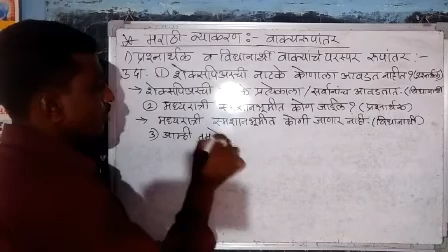 * मराठी व्याकरण:- वाक्यरूपांतर
1) प्रश्नार्थक व विधानार्थी वाक्यांचे परस्पर रूपांतर :-
उदा. ① शेक्सपिअरची नाटके कोणाला आवडत नाहीत ? (प्रश्नार्थक)
→ शेक्सपिअरची प्रत्येकाला / सर्वांनाच आवडतात. (विधानार्थी)
② मध्यरात्री स्मशानभूमीत कोण जाईल ? (प्रश्नार्थक)
→ मध्यरात्री स्मशानभूमीत कोणी जाणार नाही. (विधानार्थी)
③ आम्ही